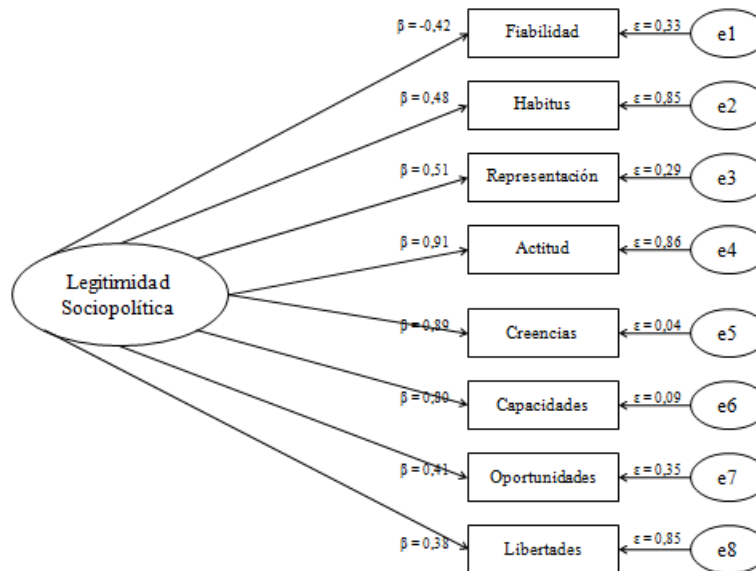 β = -0,42
Fiabilidad
ε = 0,33
e1
β = 0,48
Habitus
ε = 0,85
e2
β = 0,51
Representación
ε = 0,29
e3
β = 0,91
Actitud
ε = 0,86
e4
Legitimidad
Sociopolítica
β = 0,89
Creencias
ε = 0,04
e5
β = 0,80
Capacidades
ε = 0,09
e6
β = 0,41
Oportunidades
ε = 0,35
e7
β = 0,38
Libertades
ε = 0,85
e8